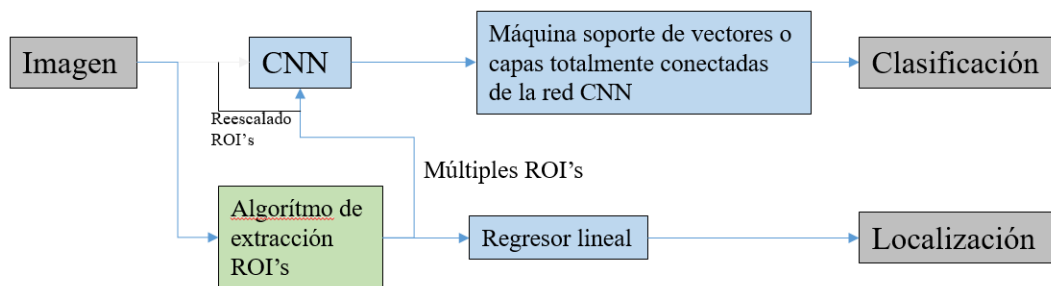 Imagen
CNN
Máquina soporte de vectores o
capas totalmente conectadas
de la red CNN
Clasificación
Reescalado
ROI's
Múltiples ROI's
Algorítmo de
extracción
ROI's
Regresor lineal
Localización